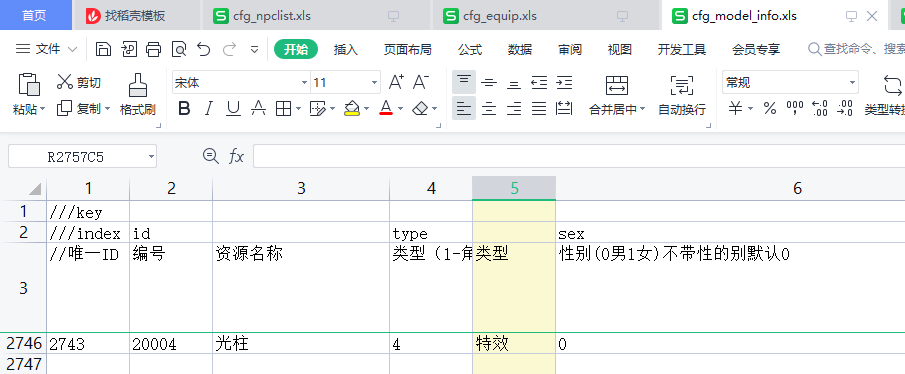 首页 找稻壳模板 cfg_npclist.xls cfg_equip.xls cfg_model_info.xls
文件 开始 插入 页面布局 公式 数据 审阅 视图 开发工具 会员专享 查找命令、搜索
粘贴 剪切 复制 格式刷 宋体 11 A+ A- B I U A A 合并居中 自动换行 常规 ¥ % 000 ←.0 .00 .00 →.0 类型转换
R2757C5 fx
1 2 3 4 5 6
1 ///key
2 ///index id type sex
3 //唯一ID 编号 资源名称 类型（1-角 类型 性别(0男1女)不带性的别默认0
2746 2743 20004 光柱 4 特效 0
2747